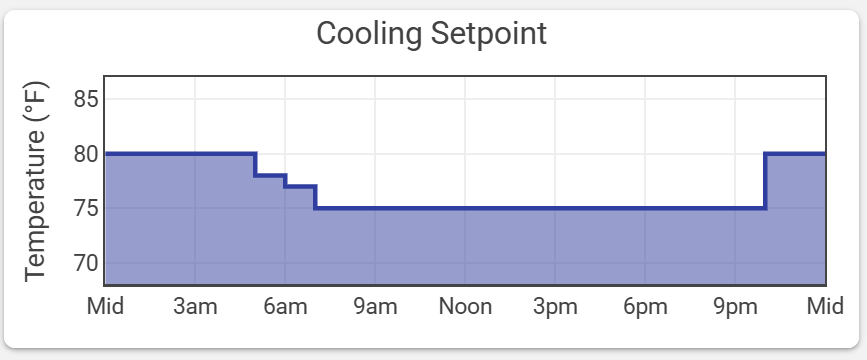 Cooling Setpoint
Temperature (°F)
85
80
75
70
Mid 3am 6am 9am Noon 3pm 6pm 9pm Mid